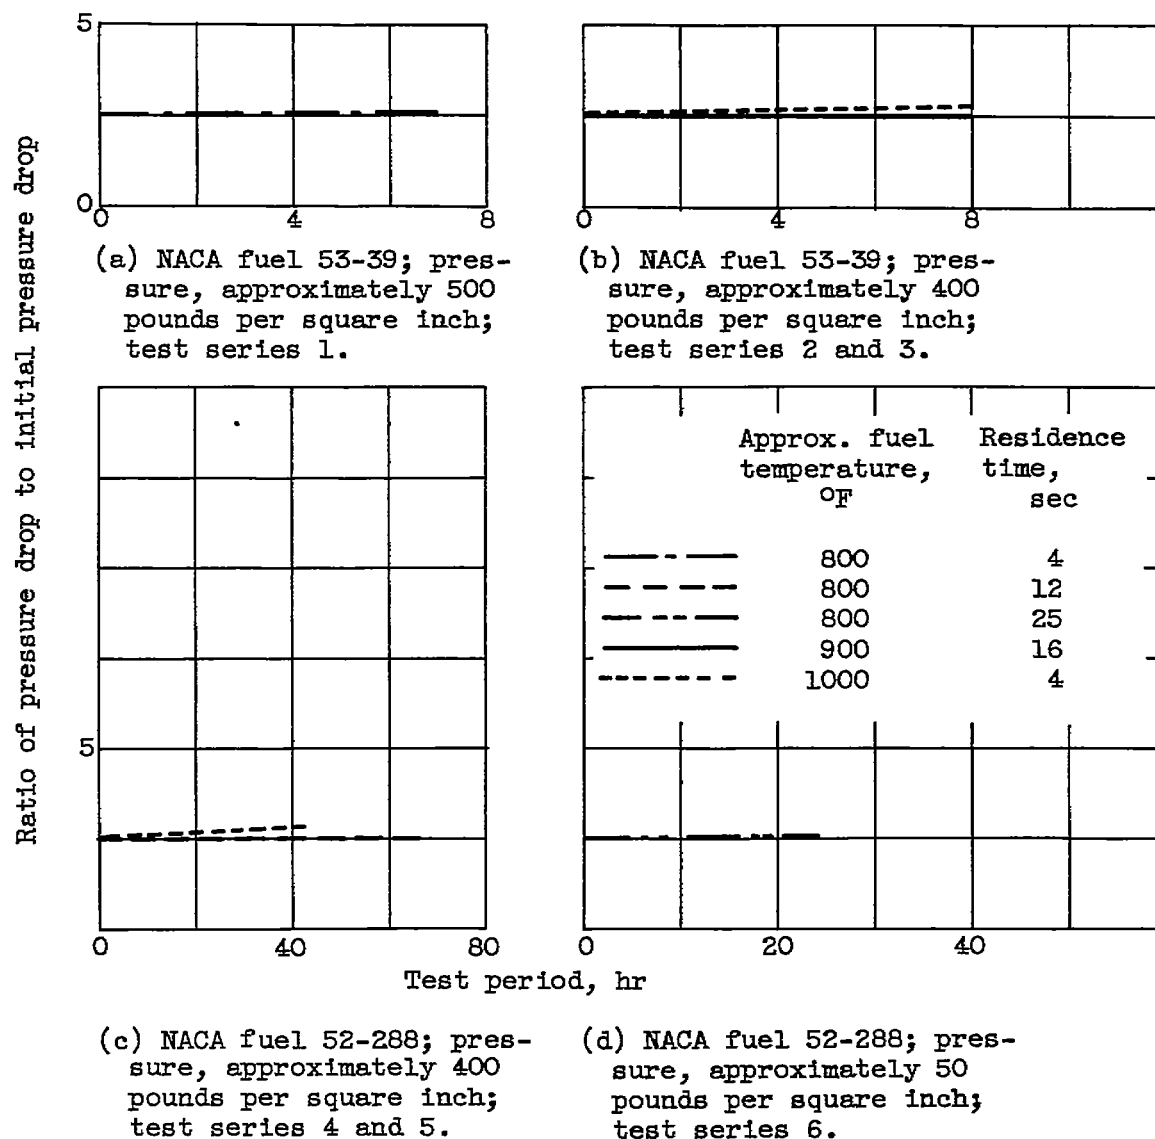 Ratio of pressure drop to initial pressure drop
5
0
0 4 8
0 4 8
(a) NACA fuel 53-39; pres-
sure, approximately 500
pounds per square inch;
test series 1.
(b) NACA fuel 53-39; pres-
sure, approximately 400
pounds per square inch;
test series 2 and 3.
Approx. fuel Residence
temperature, time,
°F sec
800 4
800 12
800 25
900 16
1000 4
5
0 40 80
0 20 40
Test period, hr
(c) NACA fuel 52-288; pres-
sure, approximately 400
pounds per square inch;
test series 4 and 5.
(d) NACA fuel 52-288; pres-
sure, approximately 50
pounds per square inch;
test series 6.